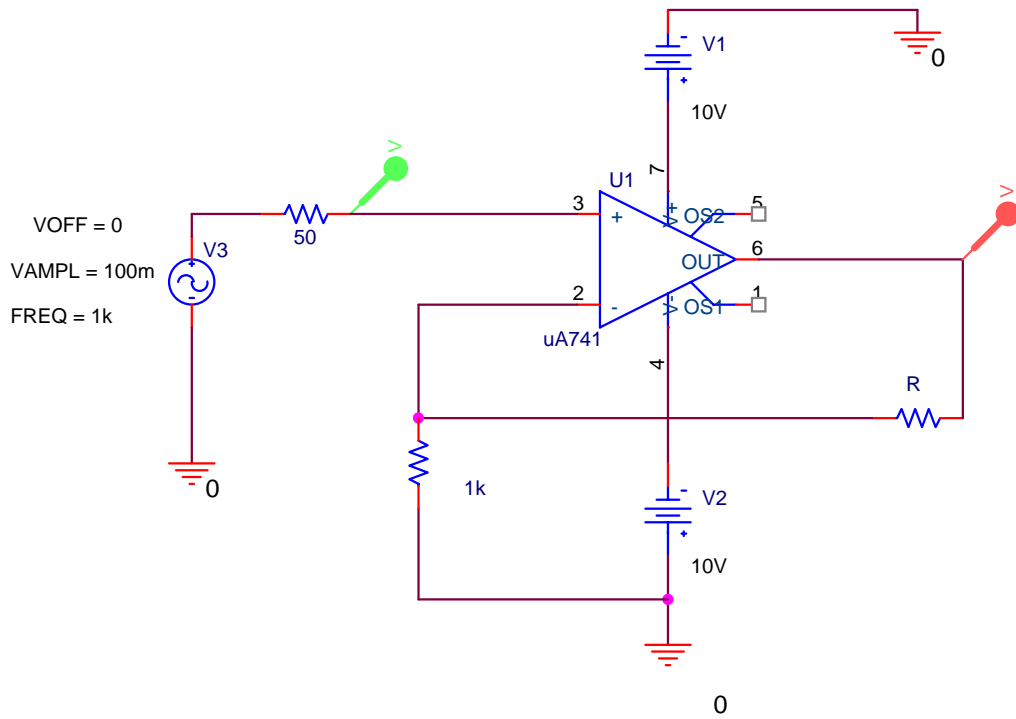 -
V1
0
+
10V
V
7
U1
V
3
+
V+
OS2
5
VOFF = 0
50
V3
+
OUT
6
VAMPL = 100m
-
FREQ = 1k
2
-
V-
OS1
1
uA741
4
R
0
1k
-
V2
+
10V
0